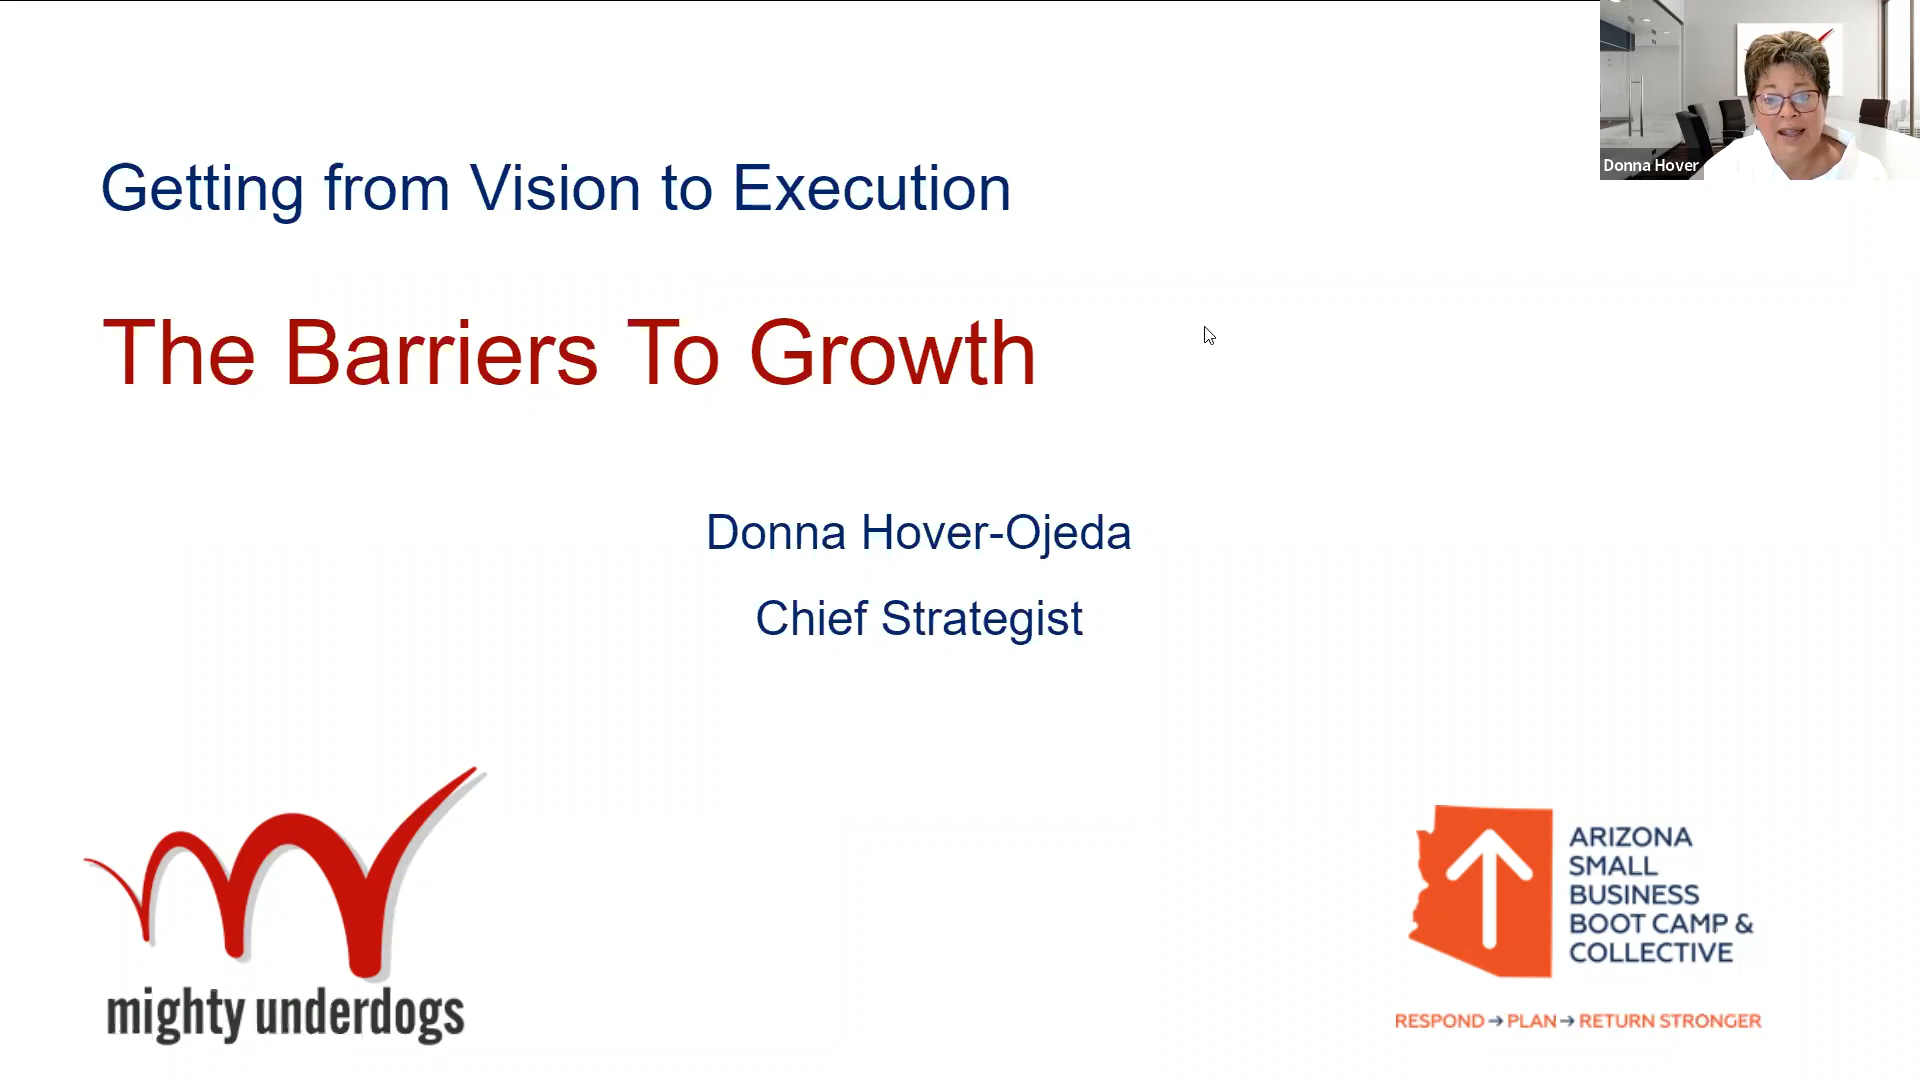 Getting from Vision to Execution
Donna Hover
The Barriers To Growth
Donna Hover-Ojeda
Chief Strategist
mighty underdogs
ARIZONA
SMALL
BUSINESS
BOOT CAMP &
COLLECTIVE
RESPOND → PLAN → RETURN STRONGER